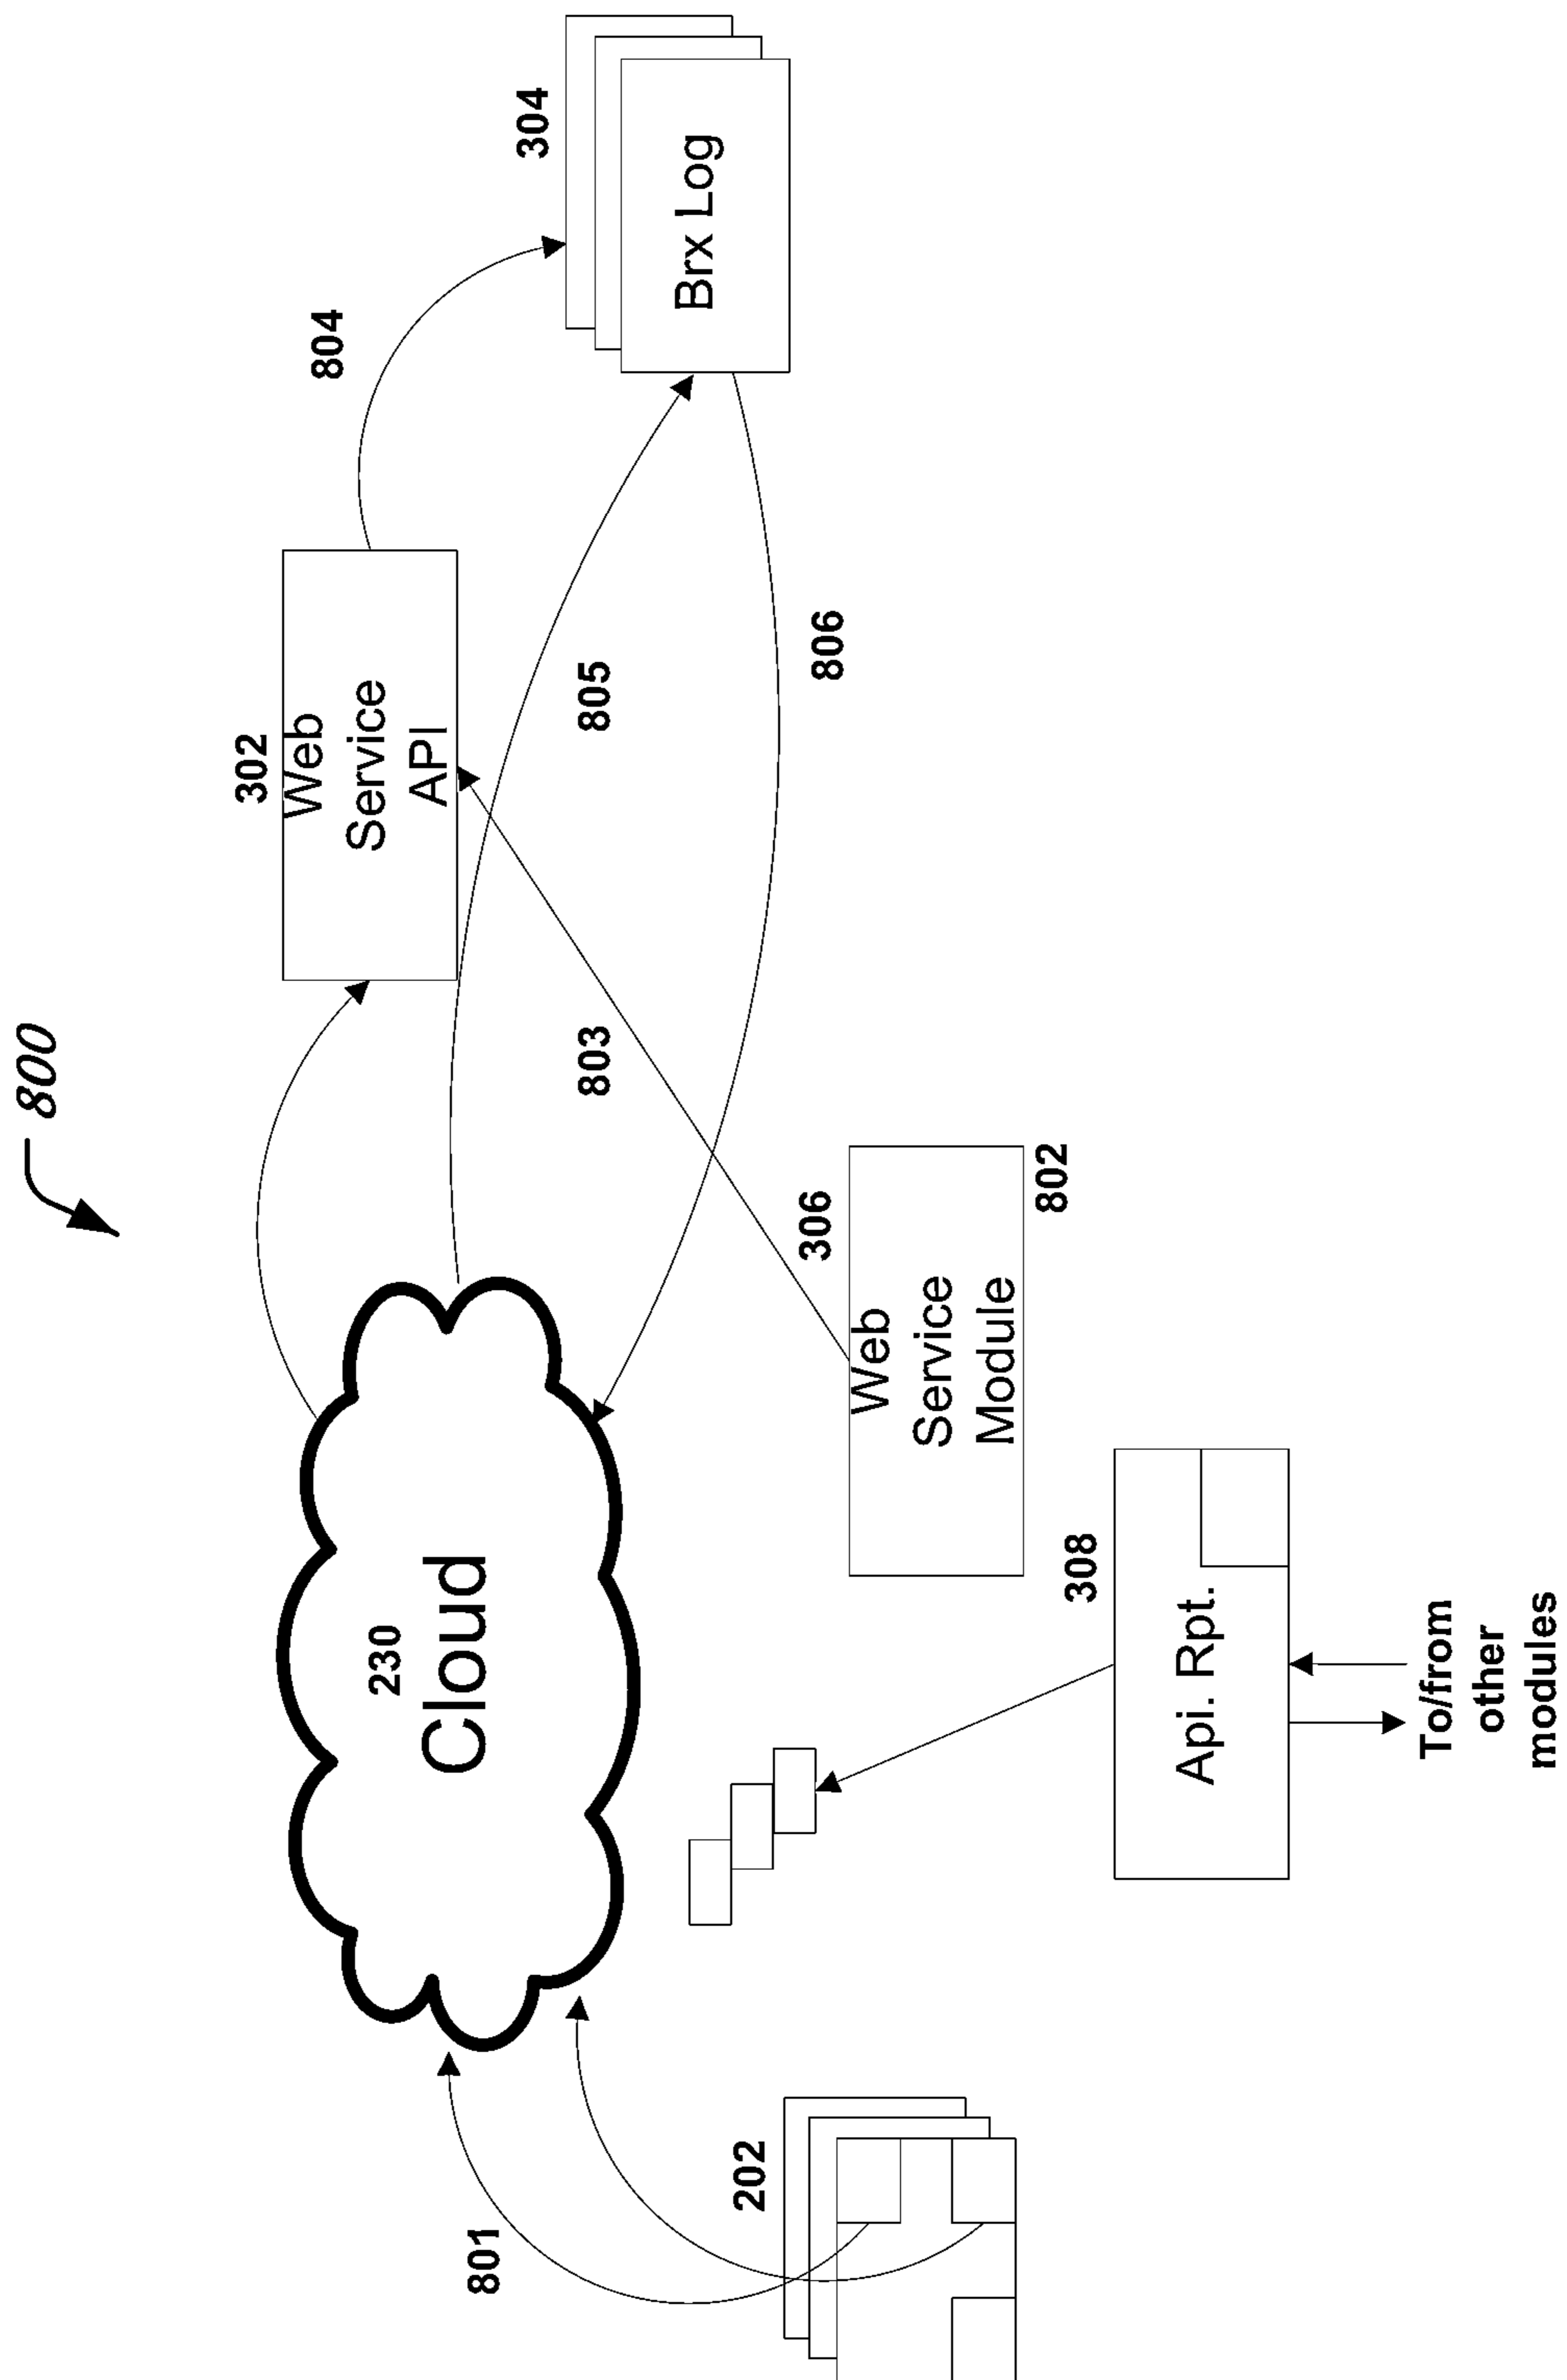 800
804
304
302
Web
Service
API
Brx Log
805
803
806
230
Cloud
306
Web
Service
Module
802
801
202
308
Api. Rpt.
To/from
other
modules